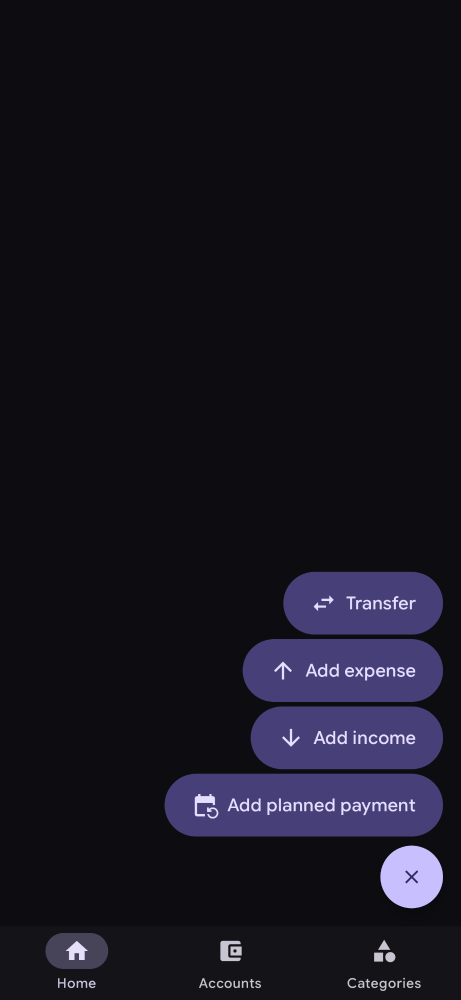 Transfer
Add expense
Add income
Add planned payment
Home
Accounts
Categories